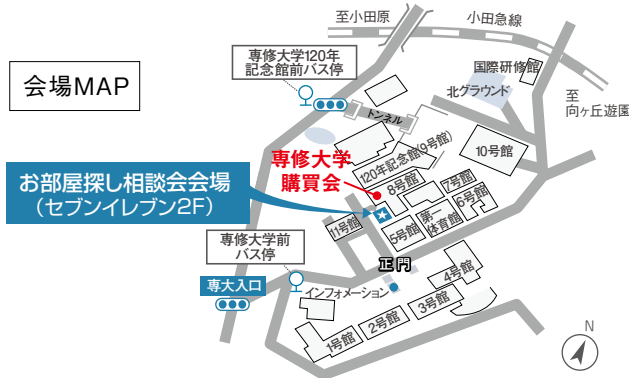 至小田原
小田急線
専修大学120年
記念館前バス停
国際研修館
会場MAP
北グラウンド
至
向ヶ丘遊園
トンネル
専修大学
購買会
120年記念館(9号館)
10号館
お部屋探し相談会会場
(セブンイレブン2F)
8号館
7号館
6号館
11号館
5号館
第一
体育館
専修大学前
バス停
正門
専大入口
インフォメーション
4号館
3号館
2号館
1号館
N